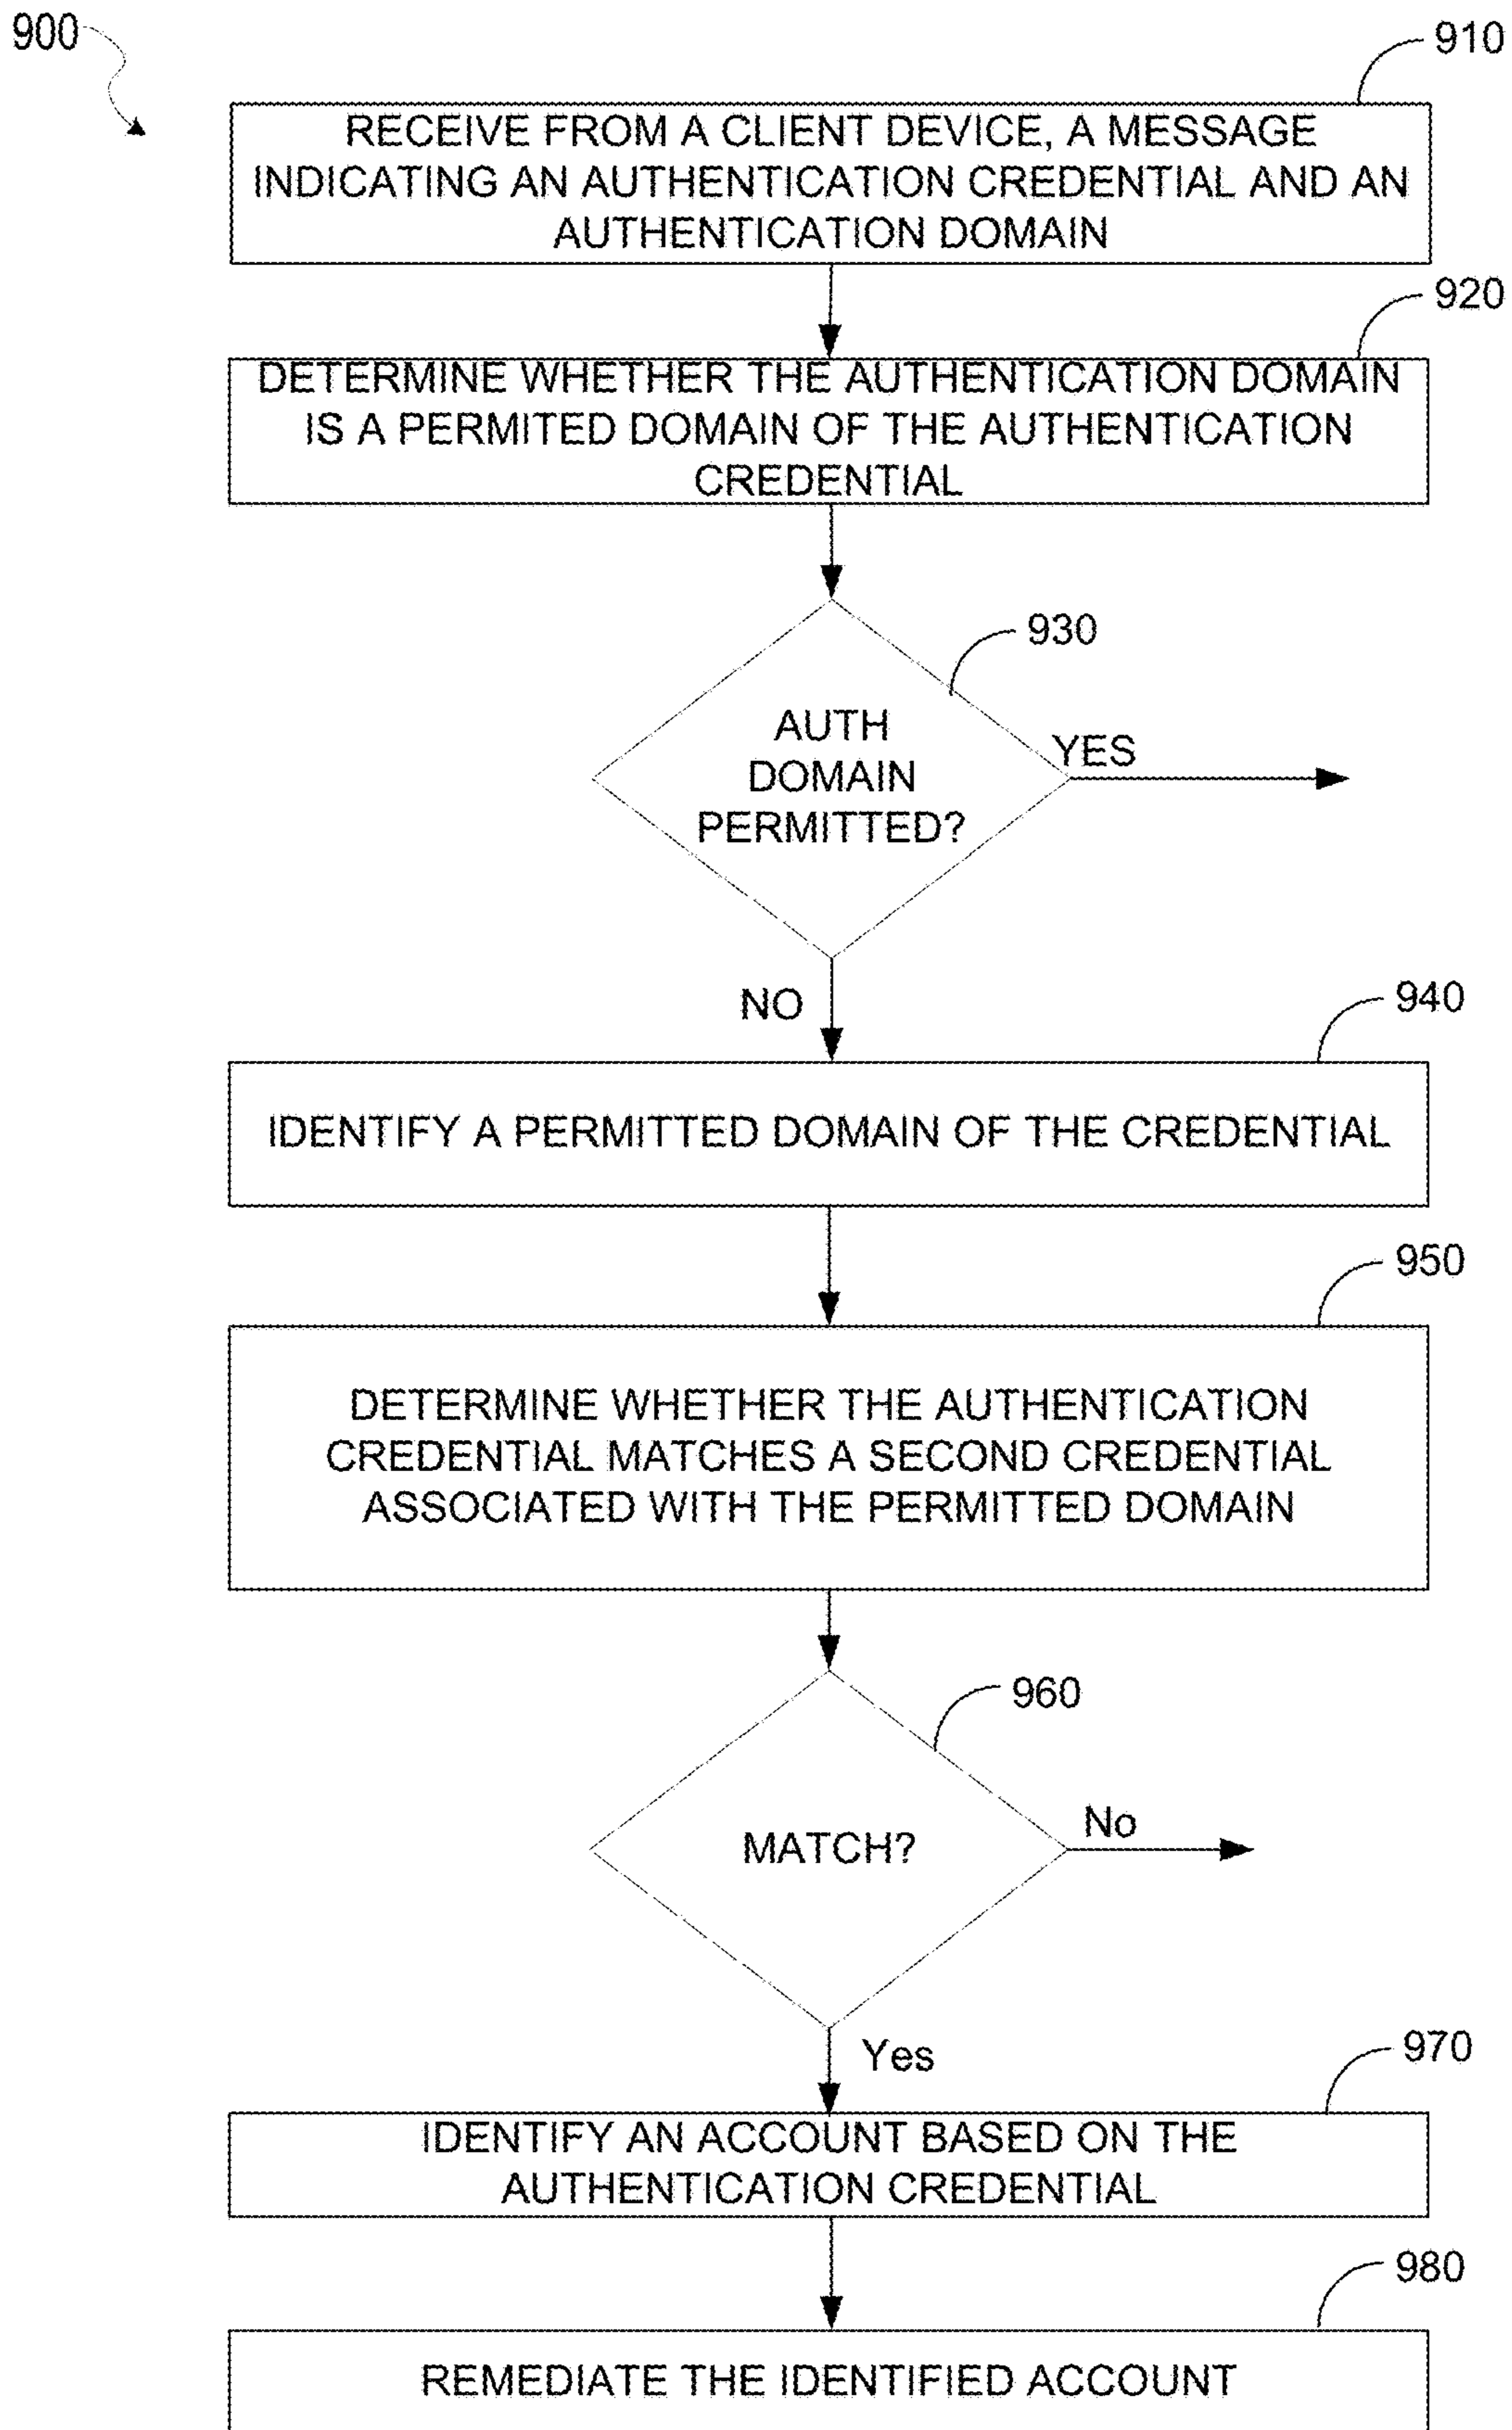 900
910
RECEIVE FROM A CLIENT DEVICE, A MESSAGE
INDICATING AN AUTHENTICATION CREDENTIAL AND AN
AUTHENTICATION DOMAIN
920
DETERMINE WHETHER THE AUTHENTICATION DOMAIN
IS A PERMITED DOMAIN OF THE AUTHENTICATION
CREDENTIAL
930
AUTH
DOMAIN
PERMITTED?
YES
NO
940
IDENTIFY A PERMITTED DOMAIN OF THE CREDENTIAL
950
DETERMINE WHETHER THE AUTHENTICATION
CREDENTIAL MATCHES A SECOND CREDENTIAL
ASSOCIATED WITH THE PERMITTED DOMAIN
960
MATCH?
No
Yes
970
IDENTIFY AN ACCOUNT BASED ON THE
AUTHENTICATION CREDENTIAL
980
REMEDIATE THE IDENTIFIED ACCOUNT